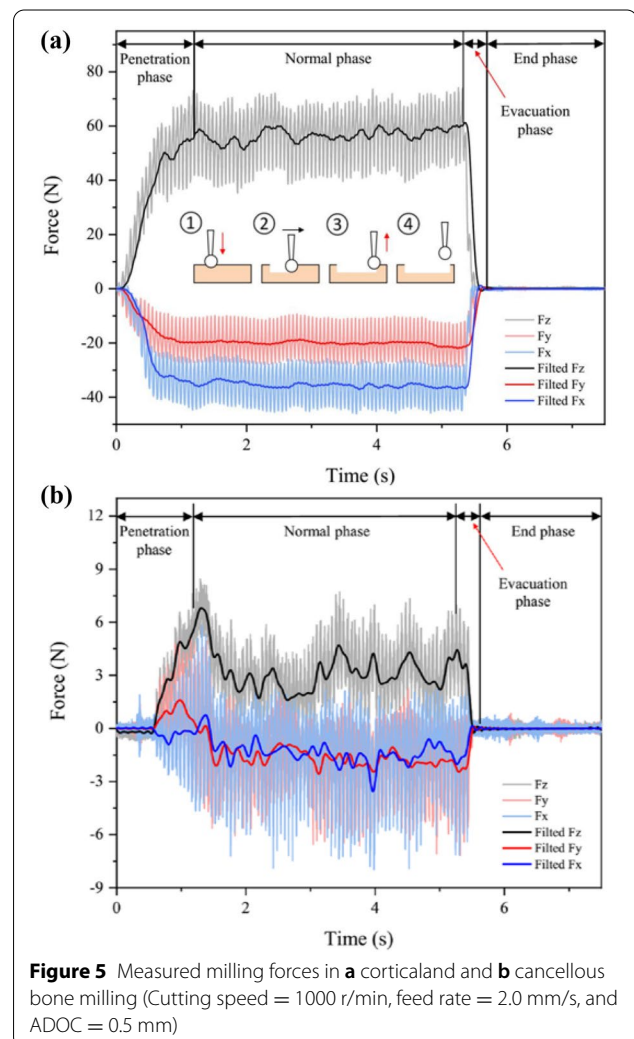 (a)
Penetration
phase
Normal phase
End phase
Evacuation
phase
80
60
40
20
0
-20
-40
Force (N)
① ② ③ ④
Fz
Fy
Fx
Filted Fz
Filted Fy
Filted Fx
0 2 4 6
Time (s)
(b)
Penetration
phase
Normal phase
End phase
Evacuation
phase
12
9
6
3
0
-3
-6
-9
Force (N)
Fz
Fy
Fx
Filted Fz
Filted Fy
Filted Fx
0 2 4 6
Time (s)
Figure 5 Measured milling forces in a corticaland and b cancellous
bone milling (Cutting speed = 1000 r/min, feed rate = 2.0 mm/s, and
ADOC = 0.5 mm)